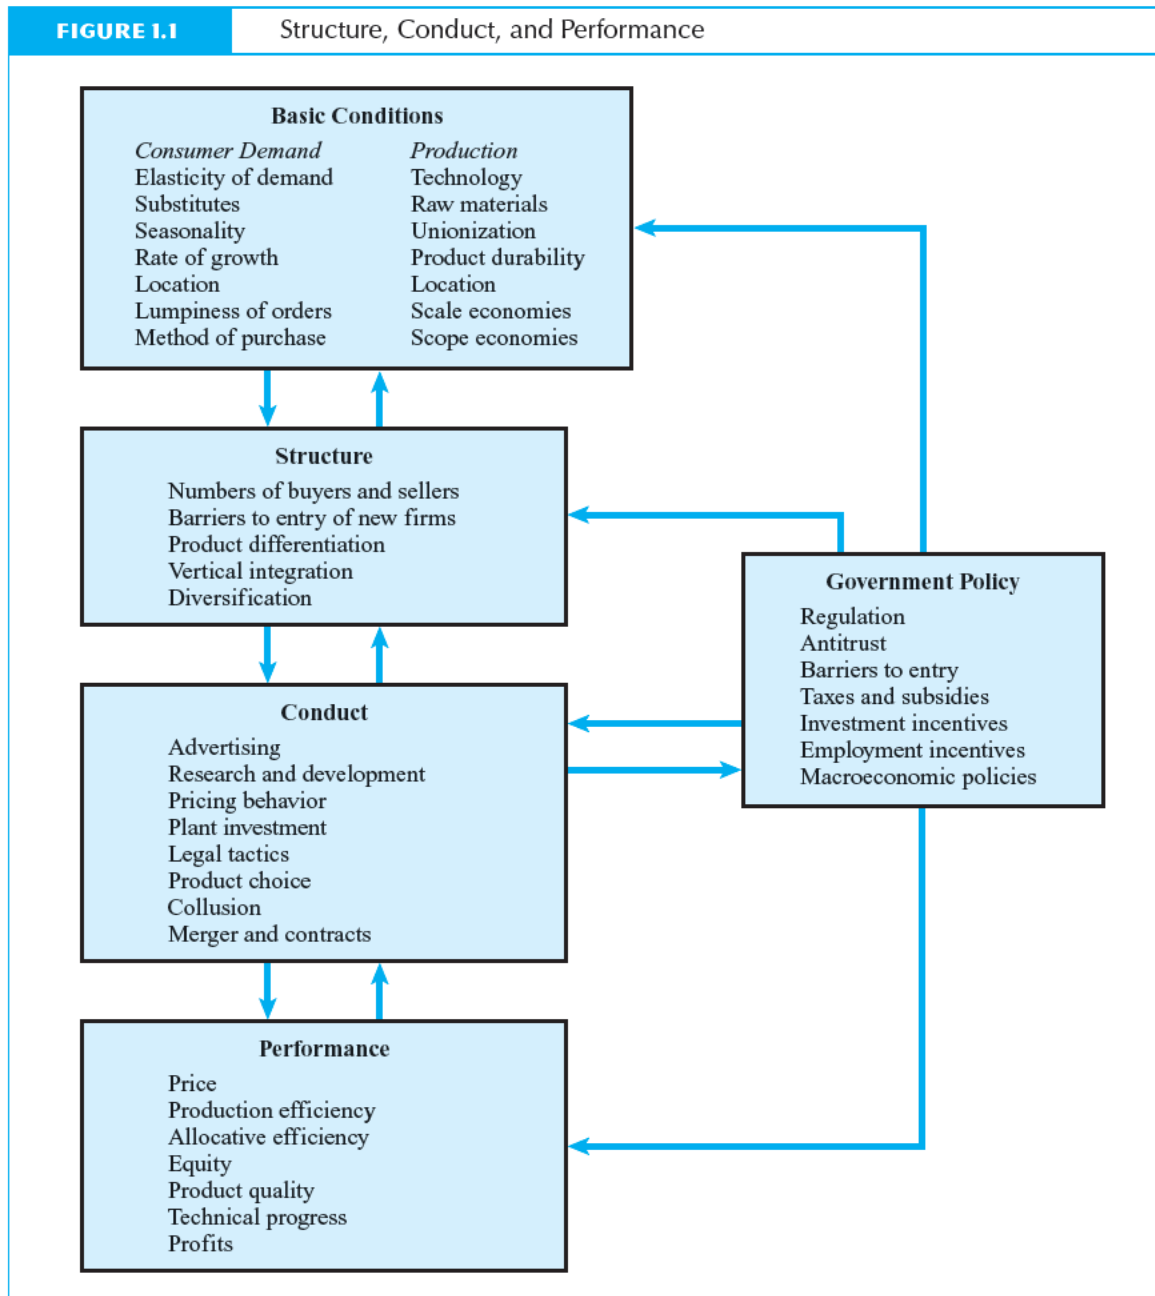 FIGURE 1.1
Structure, Conduct, and Performance
Basic Conditions
Consumer Demand
Elasticity of demand
Substitutes
Seasonality
Rate of growth
Location
Lumpiness of orders
Method of purchase
Production
Technology
Raw materials
Unionization
Product durability
Location
Scale economies
Scope economies
Structure
Numbers of buyers and sellers
Barriers to entry of new firms
Product differentiation
Vertical integration
Diversification
Government Policy
Regulation
Antitrust
Barriers to entry
Taxes and subsidies
Investment incentives
Employment incentives
Macroeconomic policies
Conduct
Advertising
Research and development
Pricing behavior
Plant investment
Legal tactics
Product choice
Collusion
Merger and contracts
Performance
Price
Production efficiency
Allocative efficiency
Equity
Product quality
Technical progress
Profits